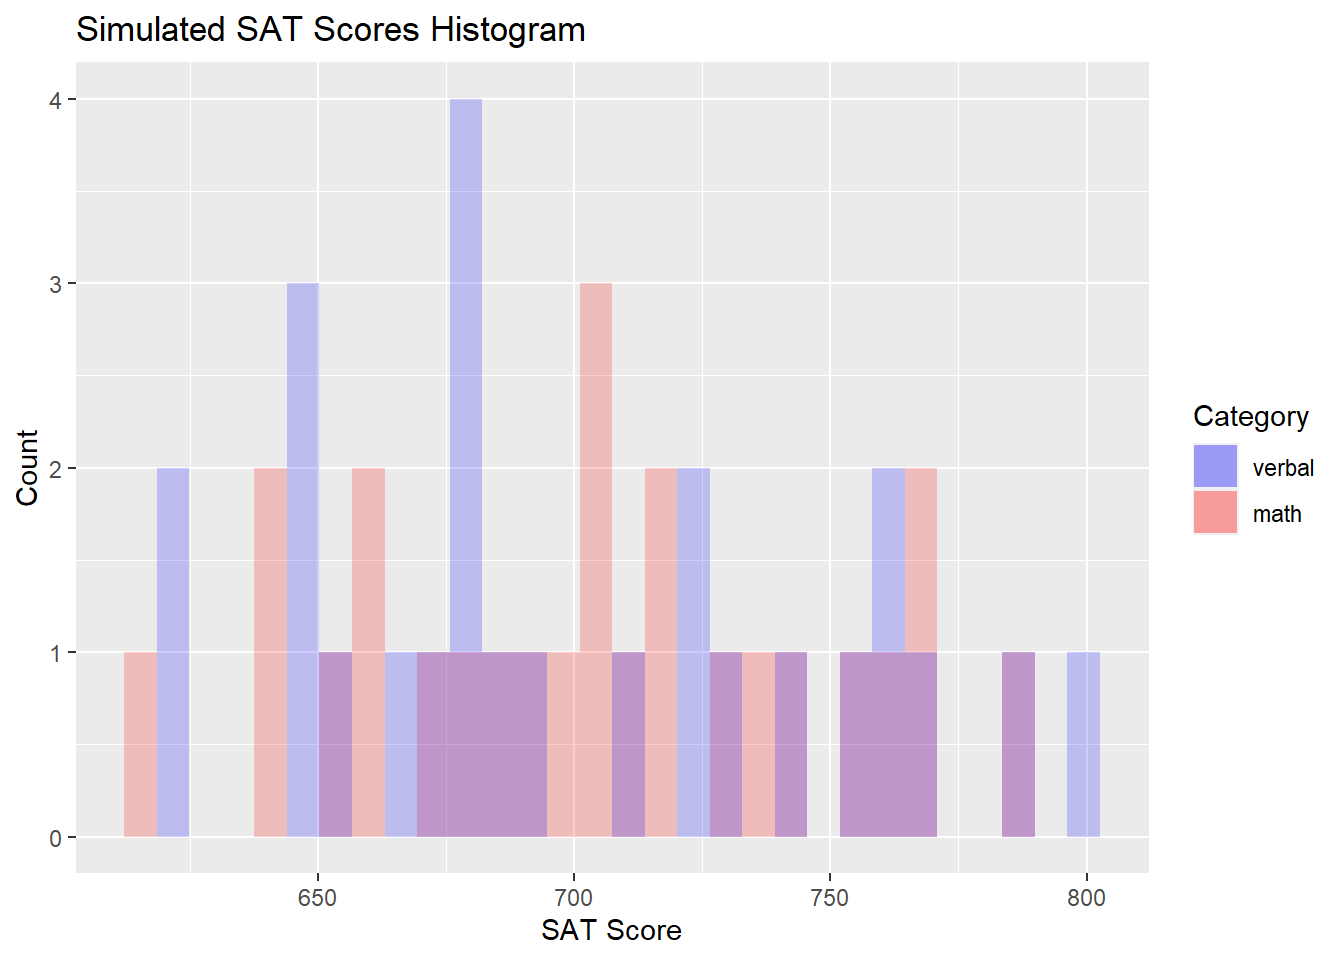 Simulated SAT Scores Histogram
4
3
2
1
0
Count
650 700 750 800
SAT Score
Category
verbal
math